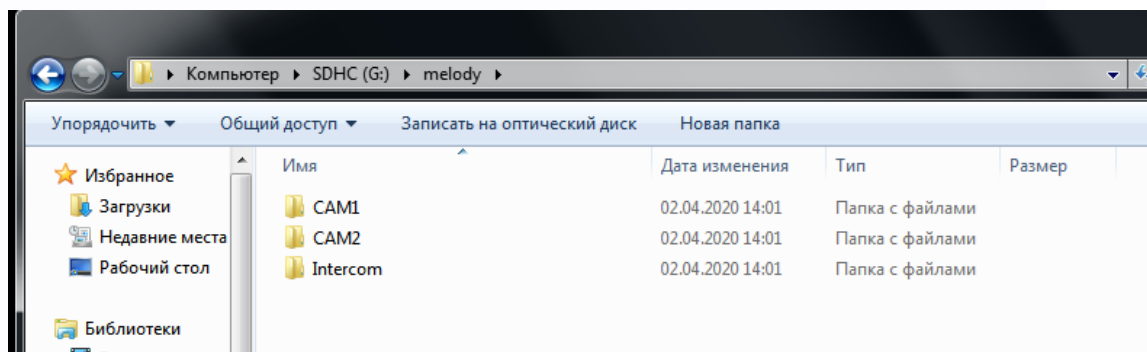 Компьютер ▸ SDHC (G:) ▸ melody ▸
Упорядочить ▾ Общий доступ ▾ Записать на оптический диск Новая папка
Избранное
Загрузки
Недавние места
Рабочий стол
Библиотеки
Имя Дата изменения Тип Размер
CAM1 02.04.2020 14:01 Папка с файлами
CAM2 02.04.2020 14:01 Папка с файлами
Intercom 02.04.2020 14:01 Папка с файлами